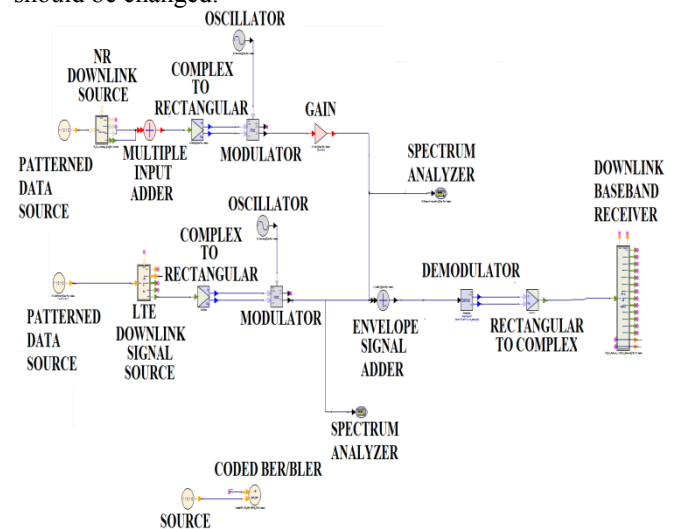 should be changed.
OSCILLATOR
NR
DOWNLINK
SOURCE
COMPLEX
TO
RECTANGULAR
GAIN
PATTERNED
DATA
SOURCE
MULTIPLE
INPUT
ADDER
MODULATOR
SPECTRUM
ANALYZER
DOWNLINK
BASEBAND
RECEIVER
OSCILLATOR
COMPLEX
TO
RECTANGULAR
DEMODULATOR
PATTERNED
DATA
SOURCE
LTE
DOWNLINK
SIGNAL
SOURCE
MODULATOR
ENVELOPE
SIGNAL
ADDER
RECTANGULAR
TO COMPLEX
SPECTRUM
ANALYZER
CODED BER/BLER
SOURCE